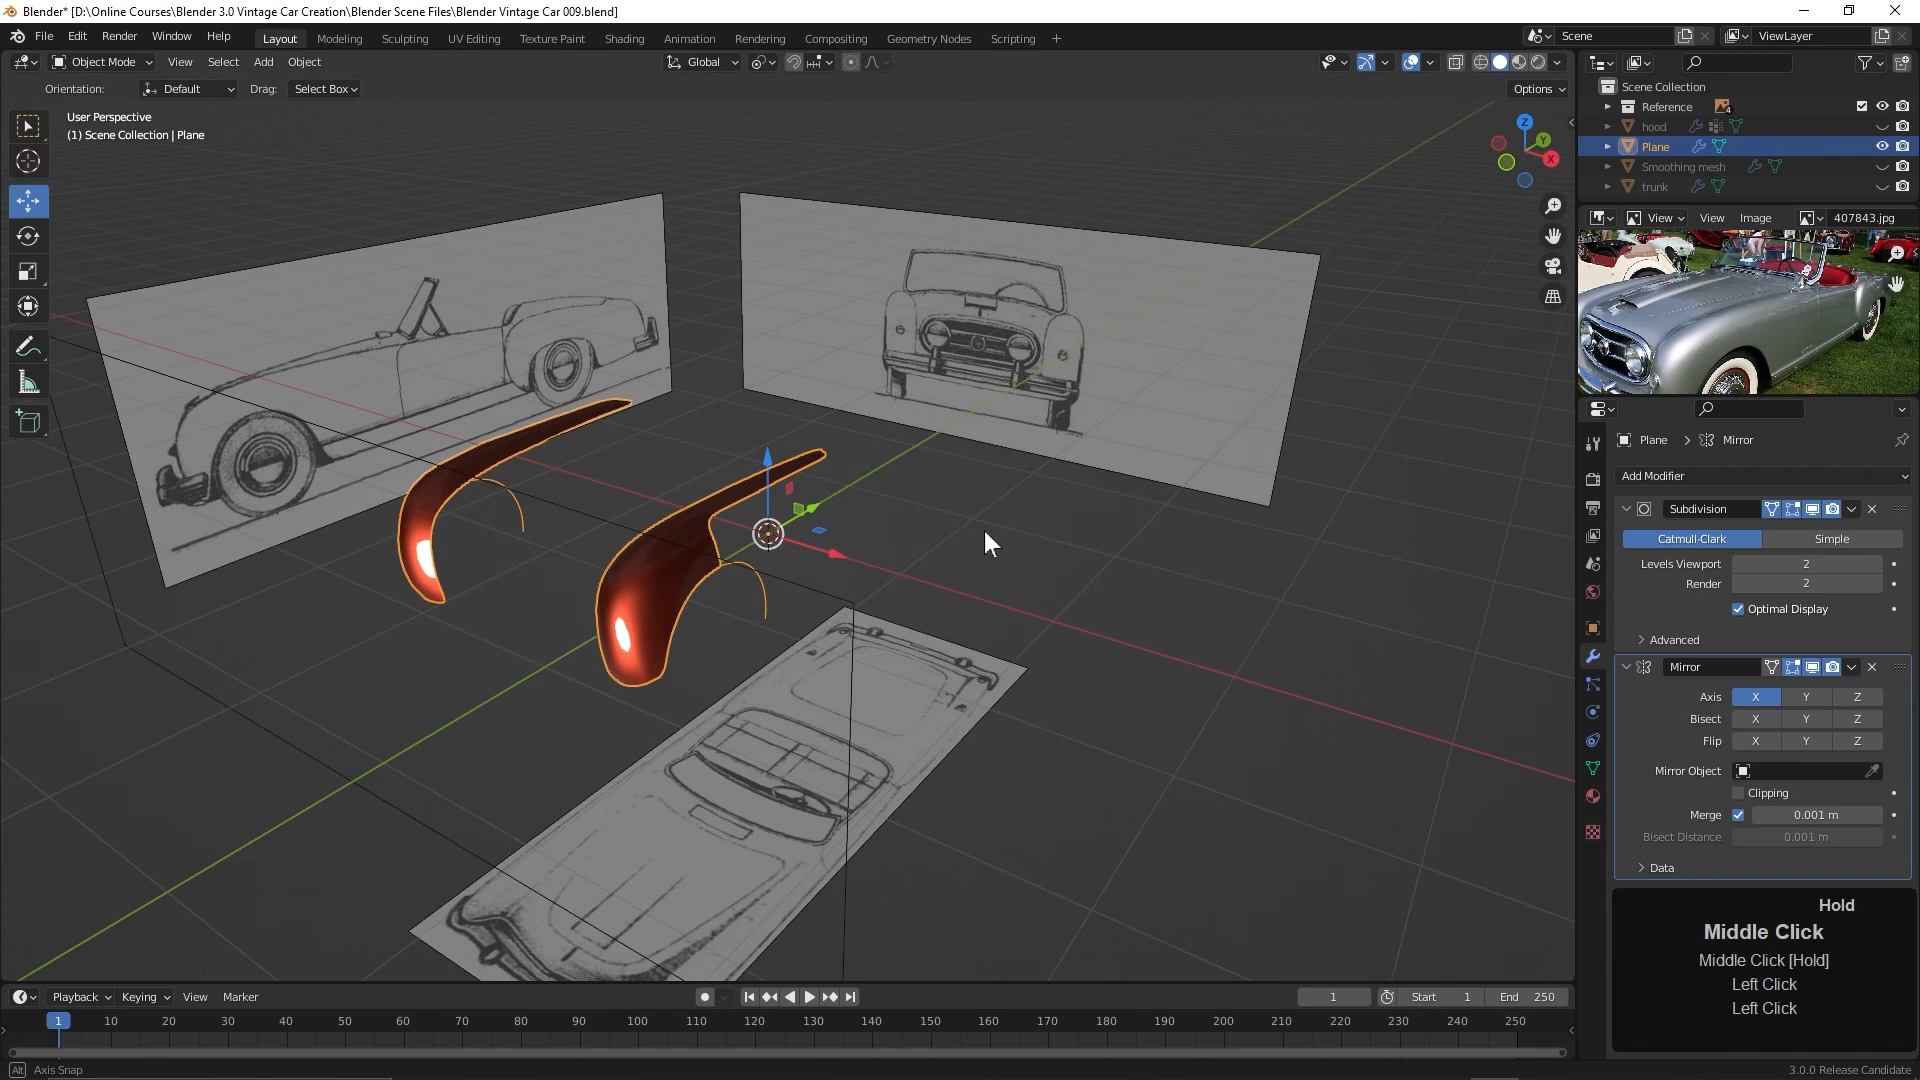 Blender* [D:\Online Courses\Blender 3.0 Vintage Car Creation\Blender Scene Files\Blender Vintage Car 009.blend]
File Edit Render Window Help Layout Modeling Sculpting UV Editing Texture Paint Shading Animation Rendering Compositing Geometry Nodes Scripting + Scene ViewLayer
Object Mode View Select Add Object Global
Orientation: Default Drag: Select Box Options
User Perspective
(1) Scene Collection | Plane
Z
Y
X
Scene Collection
Reference 4
hood
Plane
Smoothing mesh
trunk
View View Image 407843.jpg
Plane > Mirror
Add Modifier
Subdivision
Catmull-Clark Simple
Levels Viewport 2
Render 2
Optimal Display
Advanced
Mirror
Axis X Y Z
Bisect X Y Z
Flip X Y Z
Mirror Object
Clipping
Merge 0.001 m
Bisect Distance 0.001 m
Data
Hold
Middle Click
Middle Click [Hold]
Left Click
Left Click
Playback Keying View Marker 1 Start 1 End 250
1 10 20 30 40 50 60 70 80 90 100 110 120 130 140 150 160 170 180 190 200 210 220 230 240 250
Alt Axis Snap
3.0.0 Release Candidate